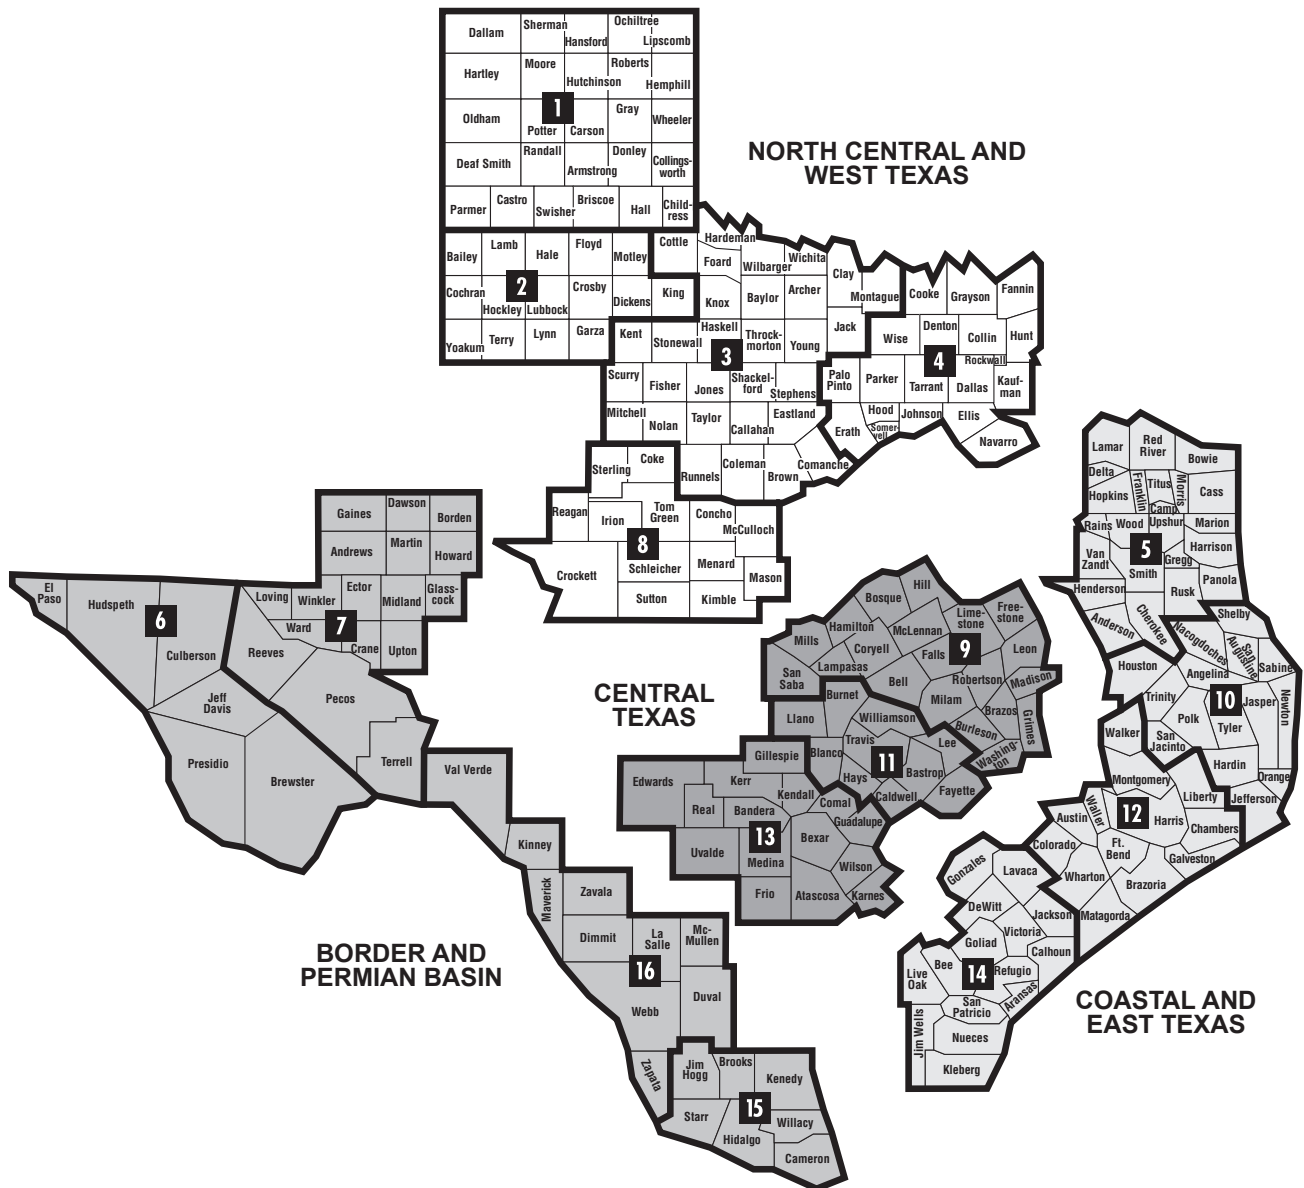 Dallam
Sherman
Hansford
Ochiltree
Lipscomb
Hartley
Moore
Hutchinson
Roberts
Hemphill
1
Oldham
Potter
Carson
Gray
Wheeler
Deaf Smith
Randall
Armstrong
Donley
Collings-
worth
Parmer
Castro
Swisher
Briscoe
Hall
Child-
ress
NORTH CENTRAL AND
WEST TEXAS
Bailey
Lamb
Hale
Floyd
Motley
2
Cochran
Hockley
Lubbock
Crosby
Dickens
Yoakum
Terry
Lynn
Garza
Cottle
Hardeman
Foard
Wilbarger
Wichita
Clay
Montague
King
Knox
Baylor
Archer
Jack
Kent
Stonewall
Haskell
Throck-
morton
Young
3
Scurry
Fisher
Jones
Shackel-
ford
Stephens
Mitchell
Nolan
Taylor
Callahan
Eastland
Runnels
Coleman
Brown
Comanche
Cooke
Grayson
Fannin
Wise
Denton
Collin
Hunt
4
Rockwall
Palo
Pinto
Parker
Tarrant
Dallas
Kauf-
man
Erath
Hood
Somer-
vell
Johnson
Ellis
Navarro
Lamar
Red
River
Bowie
Delta
Hopkins
Franklin
Titus
Morris
Cass
Camp
Rains
Wood
Upshur
Marion
5
Van
Zandt
Smith
Gregg
Harrison
Henderson
Rusk
Panola
Anderson
Cherokee
Sterling
Coke
Reagan
Irion
Tom
Green
Concho
McCulloch
8
Crockett
Schleicher
Menard
Mason
Sutton
Kimble
Gaines
Dawson
Borden
Andrews
Martin
Howard
Loving
Winkler
Ector
Midland
Glass-
cock
7
Ward
Crane
Upton
Reeves
Pecos
Terrell
El
Paso
Hudspeth
6
Culberson
Jeff
Davis
Presidio
Brewster
CENTRAL
TEXAS
Bosque
Hill
Mills
Hamilton
McLennan
Lime-
stone
Free-
stone
9
San
Saba
Lampasas
Coryell
Falls
Leon
Bell
Robertson
Madison
Milam
Brazos
Grimes
Burleson
Washing-
ton
Burnet
Llano
Williamson
Blanco
Travis
Lee
11
Hays
Bastrop
Caldwell
Fayette
Gillespie
Edwards
Kerr
Kendall
Comal
Real
Bandera
Guadalupe
13
Uvalde
Medina
Bexar
Wilson
Frio
Atascosa
Karnes
Shelby
Nacogdoches
San
Augustine
Sabine
Houston
Angelina
Trinity
10
Jasper
Newton
Polk
Tyler
San
Jacinto
Hardin
Orange
Jefferson
Walker
Montgomery
Liberty
Austin
Waller
12
Harris
Chambers
Colorado
Ft.
Bend
Galveston
Wharton
Brazoria
Matagorda
Gonzales
Lavaca
DeWitt
Jackson
Victoria
Goliad
Calhoun
Bee
14
Refugio
Live
Oak
San
Patricio
Aransas
Jim Wells
Nueces
Kleberg
COASTAL AND
EAST TEXAS
BORDER AND
PERMIAN BASIN
Val Verde
Kinney
Maverick
Zavala
Dimmit
La
Salle
Mc-
Mullen
16
Webb
Duval
Zapata
Jim
Hogg
Brooks
Kenedy
15
Starr
Hidalgo
Willacy
Cameron